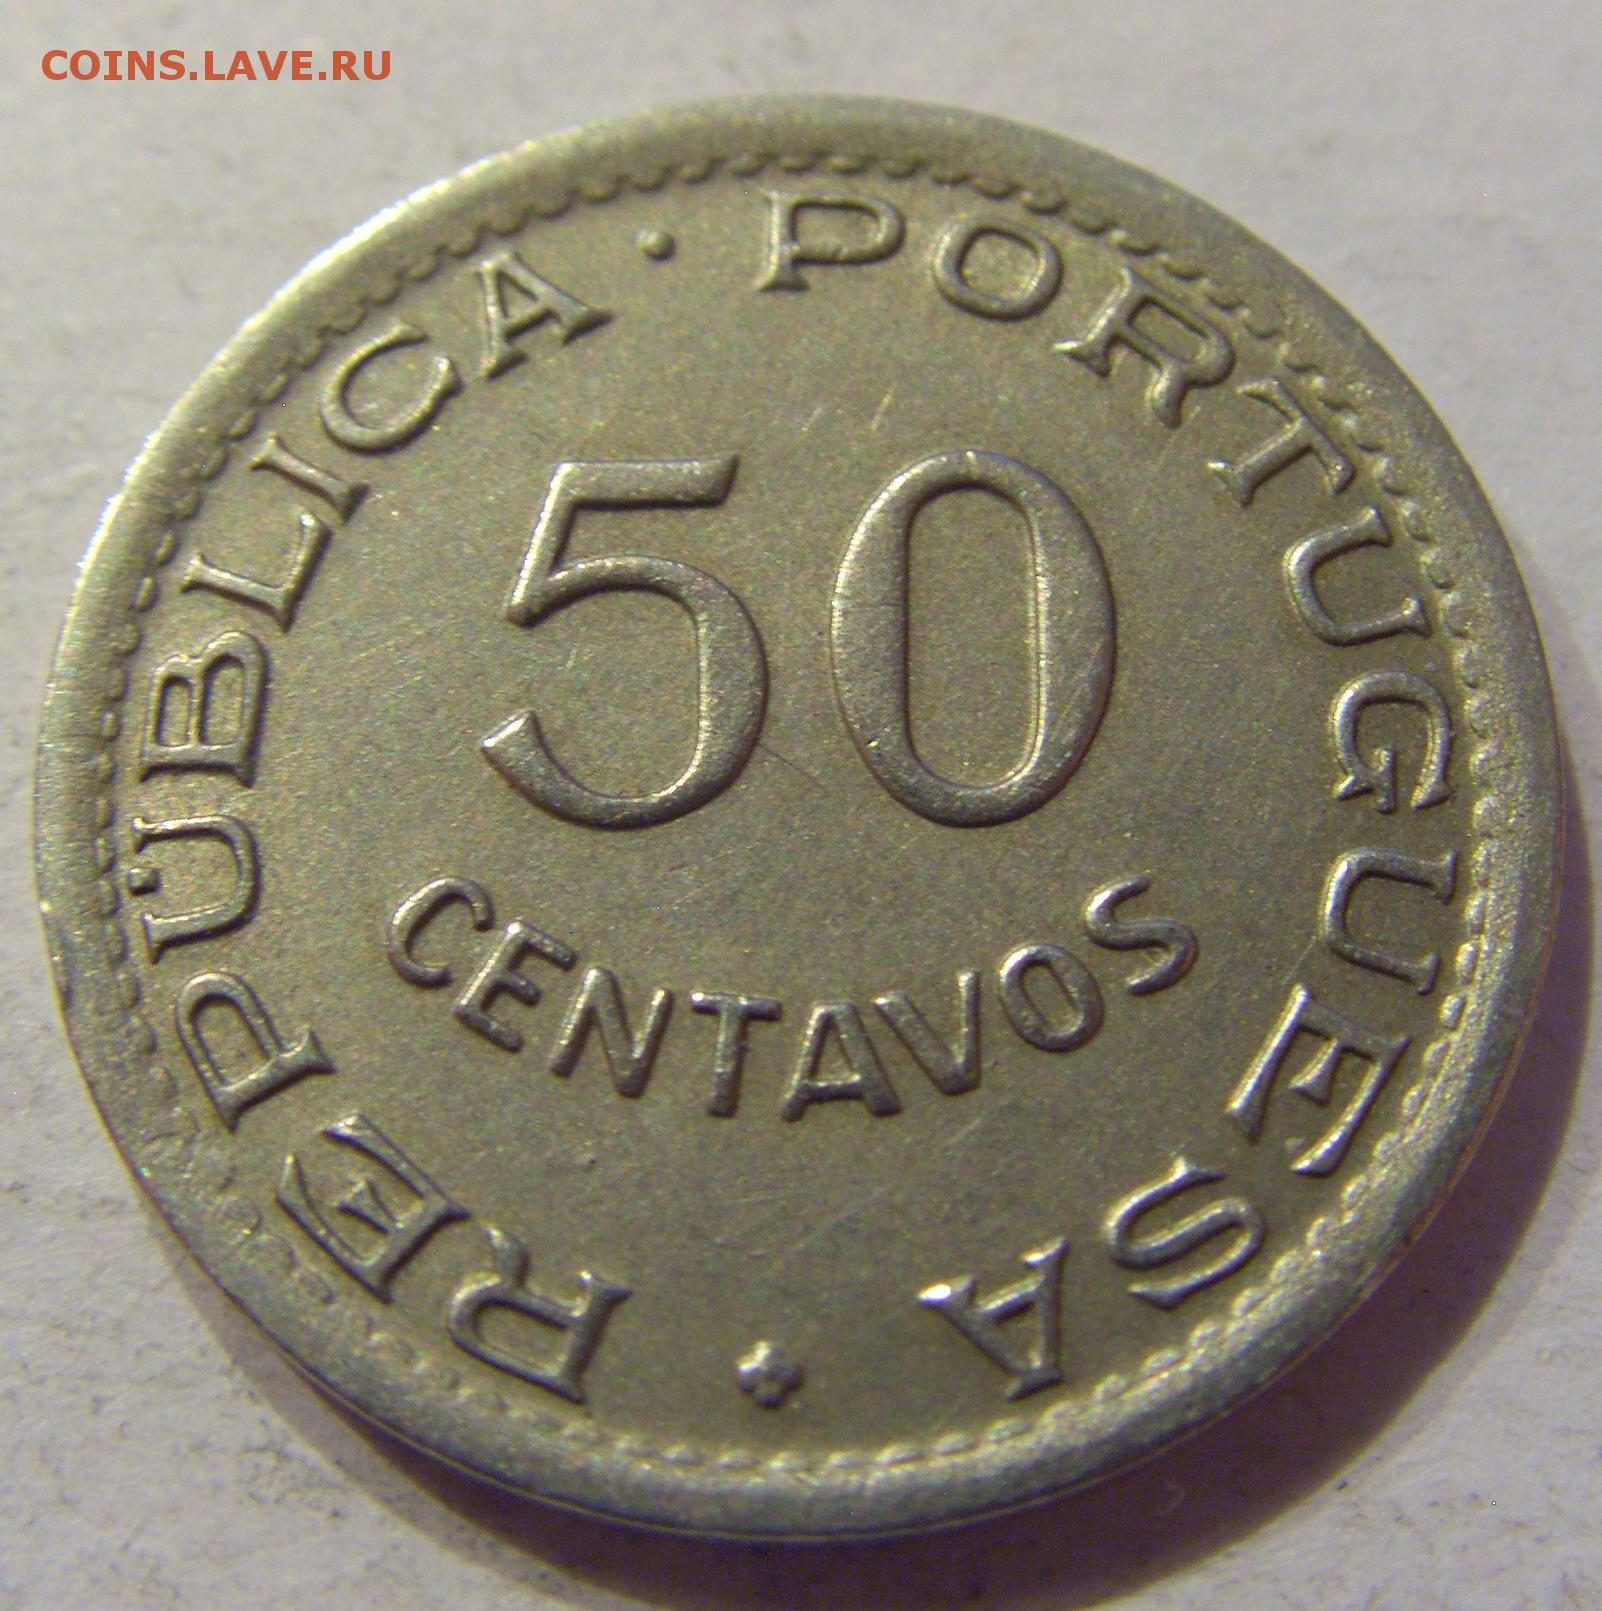 COINS.LAVE.RU
REPÚBLICA · PORTUGUESA
50
CENTAVOS